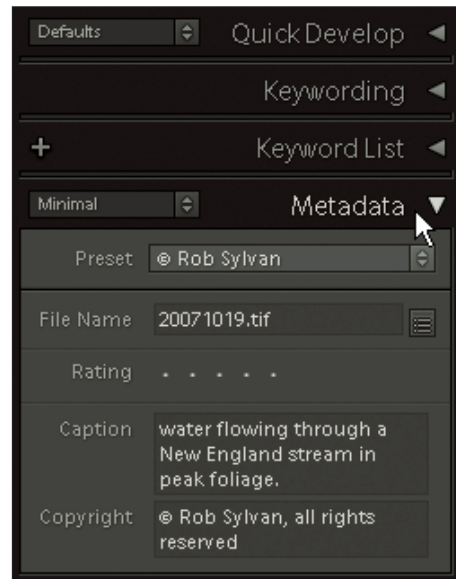 Defaults Quick Develop
Keywording
+ Keyword List
Minimal Metadata
Preset © Rob Sylvan
File Name 20071019.tif
Rating . . . . .
Caption water flowing through a
New England stream in
peak foliage.
Copyright © Rob Sylvan, all rights
reserved